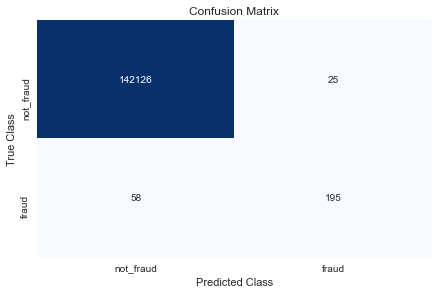 Confusion Matrix
True Class
not_fraud
142126
25
fraud
58
195
not_fraud
fraud
Predicted Class